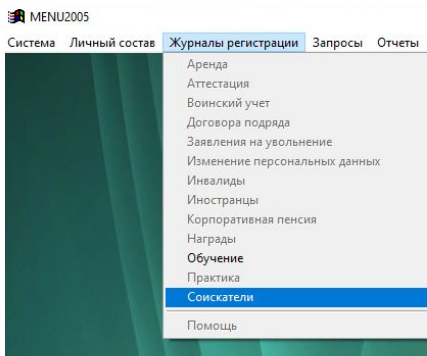 MENU2005
Система Личный состав Журналы регистрации Запросы Отчеты
Аренда
Аттестация
Воинский учет
Договора подряда
Заявления на увольнение
Изменение персональных данных
Инвалиды
Иностранцы
Корпоративная пенсия
Награды
Обучение
Практика
Соискатели
Помощь